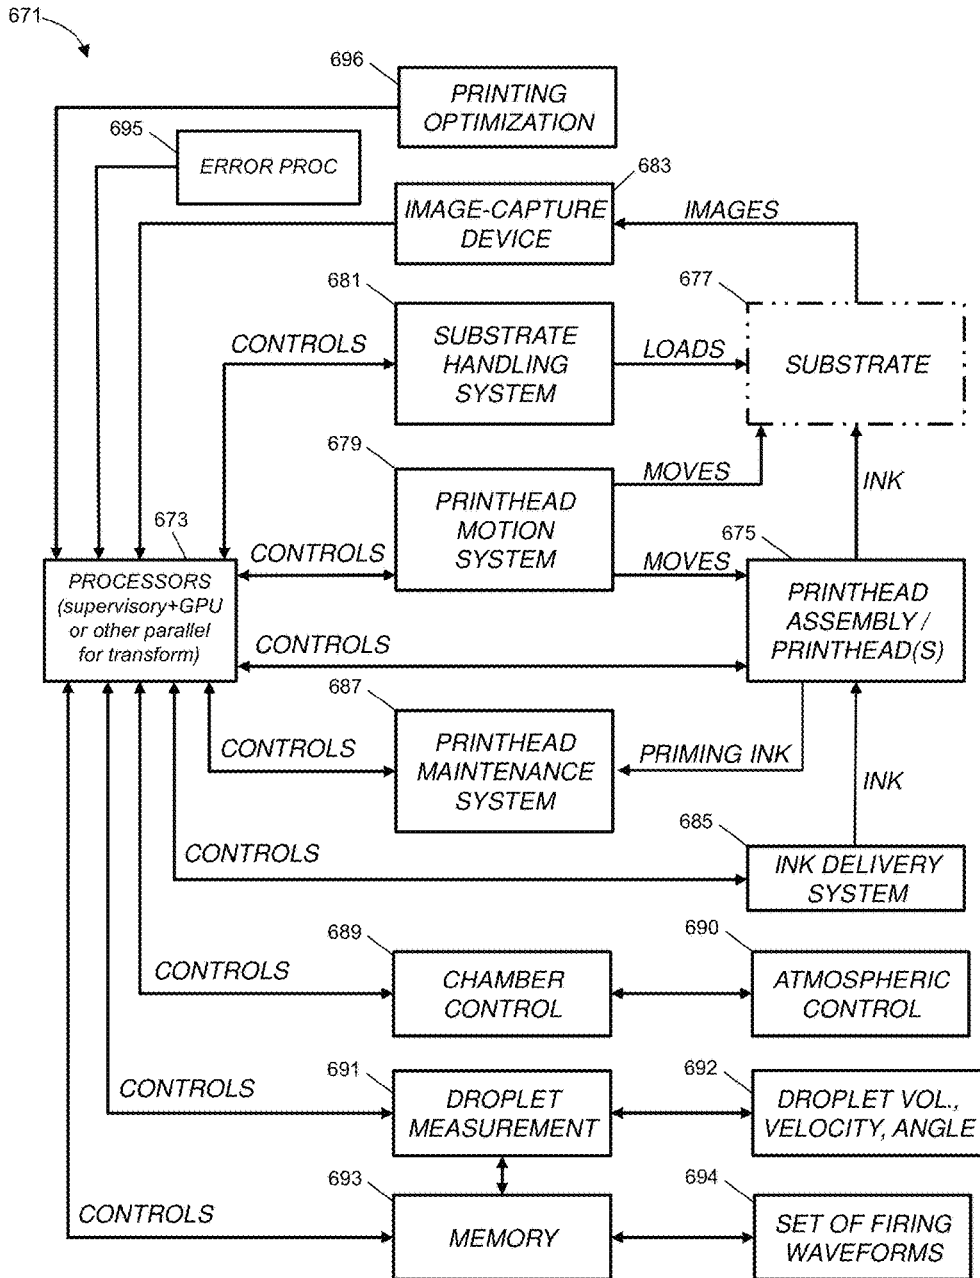 671
696
PRINTING
OPTIMIZATION
695
ERROR PROC
683
IMAGE-CAPTURE
DEVICE
IMAGES
681
677
CONTROLS
SUBSTRATE
HANDLING
SYSTEM
LOADS
SUBSTRATE
679
MOVES
INK
PRINTHEAD
MOTION
SYSTEM
673
CONTROLS
675
MOVES
PROCESSORS
(supervisory+GPU
or other parallel
for transform)
PRINTHEAD
ASSEMBLY /
PRINTHEAD(S)
CONTROLS
687
CONTROLS
PRINTHEAD
MAINTENANCE
SYSTEM
PRIMING INK
INK
685
CONTROLS
INK DELIVERY
SYSTEM
689
690
CONTROLS
CHAMBER
CONTROL
ATMOSPHERIC
CONTROL
691
692
CONTROLS
DROPLET
MEASUREMENT
DROPLET VOL.,
VELOCITY, ANGLE
693
694
CONTROLS
MEMORY
SET OF FIRING
WAVEFORMS